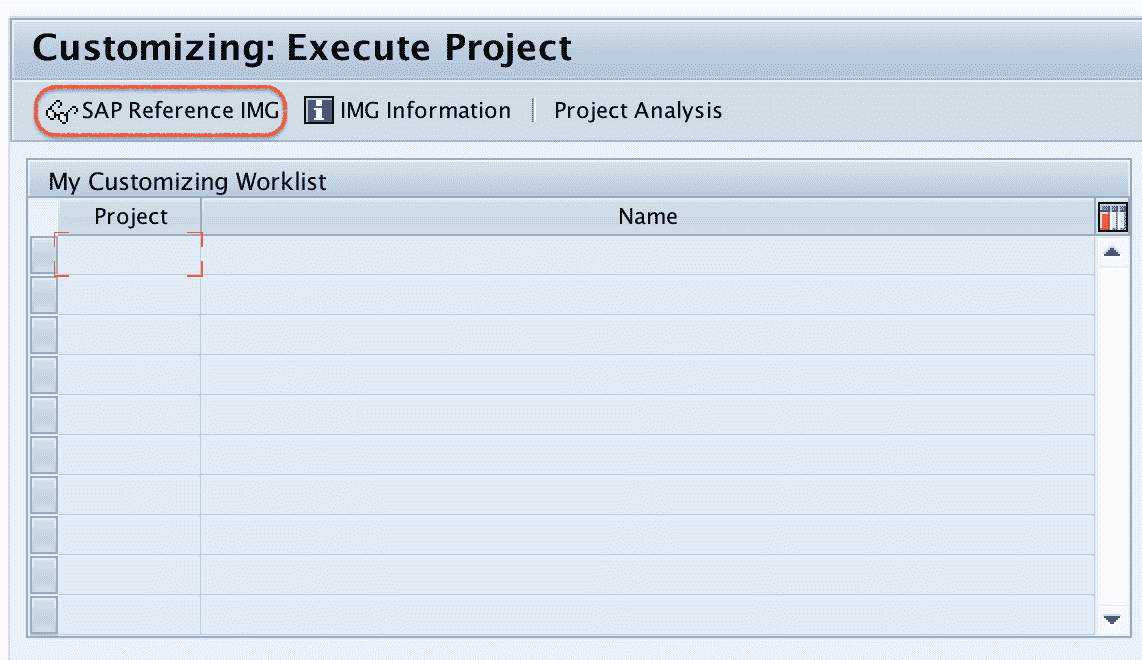 Customizing: Execute Project
SAP Reference IMG IMG Information Project Analysis
My Customizing Worklist
Project Name